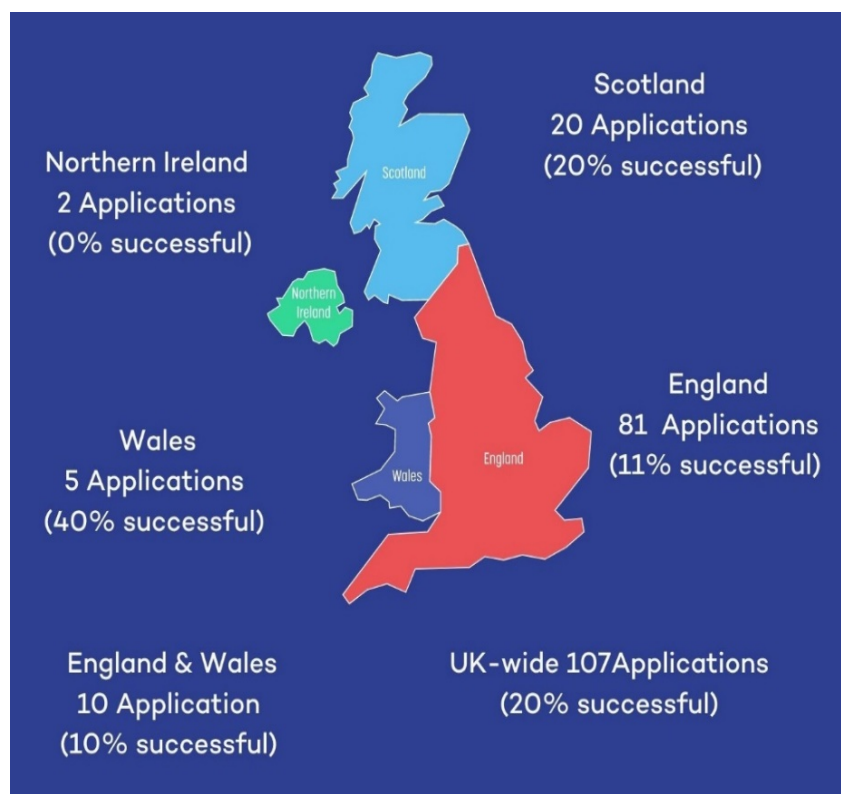 Scotland
20 Applications
(20% successful)
Northern Ireland
2 Applications
(0% successful)
Scotland
Northern
Ireland
England
81 Applications
(11% successful)
Wales
5 Applications
(40% successful)
England
Wales
England & Wales
10 Application
(10% successful)
UK-wide 107Applications
(20% successful)